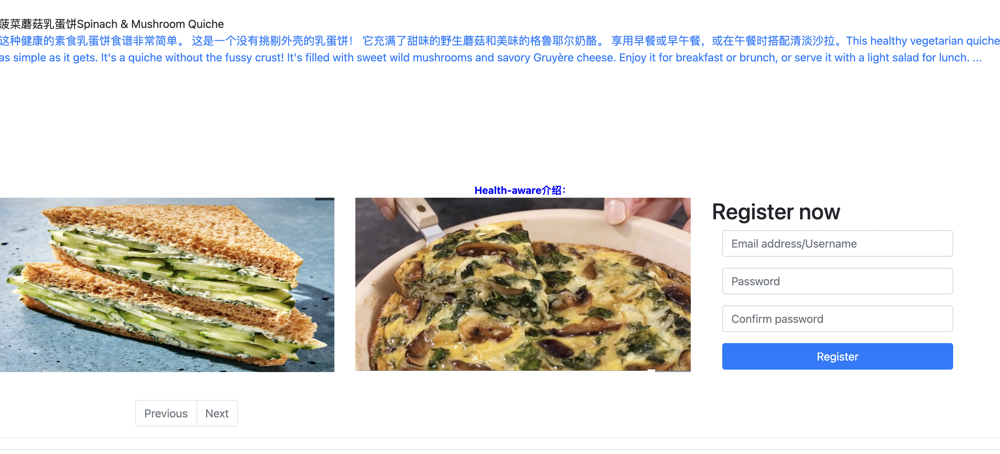 菠菜蘑菇乳蛋饼Spinach & Mushroom Quiche
这种健康的素食乳蛋饼食谱非常简单。 这是一个没有挑剔外壳的乳蛋饼！ 它充满了甜味的野生蘑菇和美味的格鲁耶尔奶酪。 享用早餐或早午餐，或在午餐时搭配清淡沙拉。This healthy vegetarian quiche
as simple as it gets. It's a quiche without the fussy crust! It's filled with sweet wild mushrooms and savory Gruyère cheese. Enjoy it for breakfast or brunch, or serve it with a light salad for lunch. ...
Health-aware介绍：
Register now
Email address/Username
Password
Confirm password
Register
Previous
Next